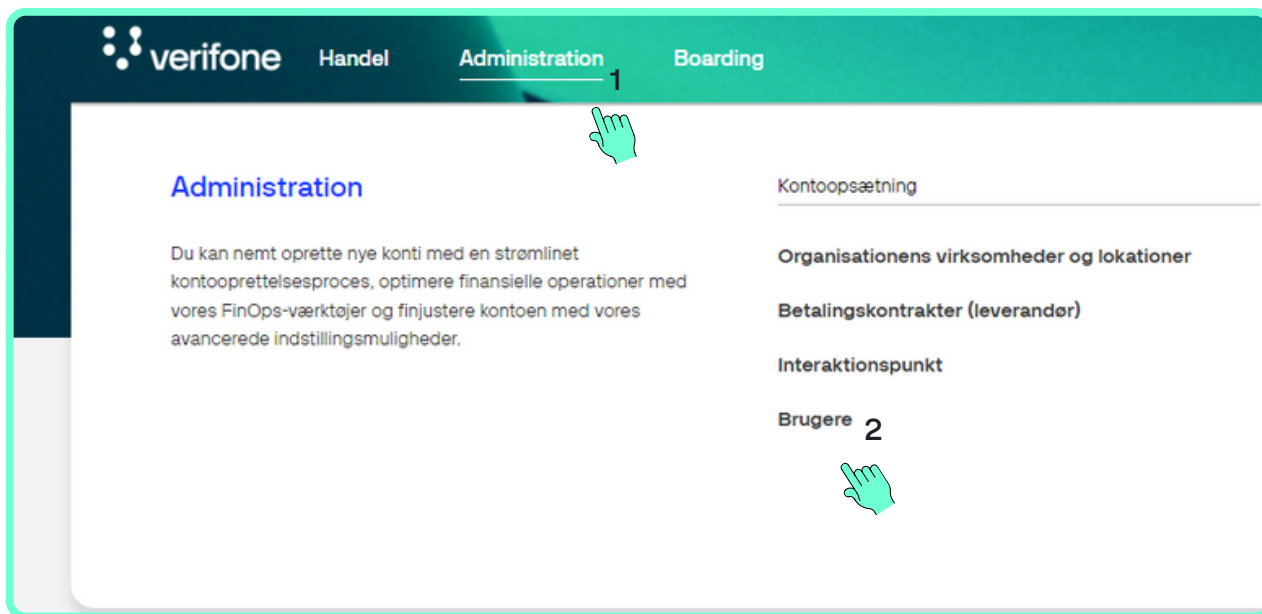 verifone Handel Administration Boarding
1
Administration
Du kan nemt oprette nye konti med en strømlinet
kontooprettelsesproces, optimere finansielle operationer med
vores FinOps-værktøjer og finjustere kontoen med vores
avancerede indstillingsmuligheder.
Kontoopsætning
Organisationens virksomheder og lokationer
Betalingskontrakter (leverandør)
Interaktionspunkt
Brugere 2